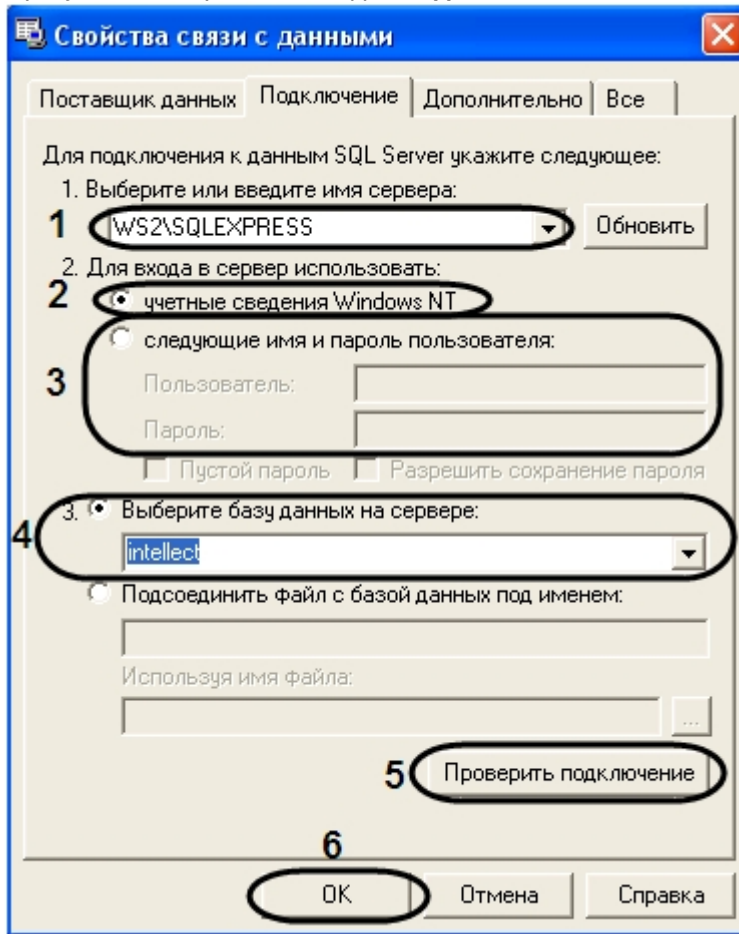 Свойства связи с данными
Поставщик данных Подключение Дополнительно Все
Для подключения к данным SQL Server укажите следующее:
1. Выберите или введите имя сервера:
1 WS2\SQLEXPRESS Обновить
2. Для входа в сервер использовать:
2 учетные сведения Windows NT
следующие имя и пароль пользователя:
3 Пользователь:
Пароль:
Пустой пароль Разрешить сохранение пароля
3. Выберите базу данных на сервере:
4 intellect
Подсоединить файл с базой данных под именем:
Используя имя файла:
...
5 Проверить подключение
6
OK Отмена Справка